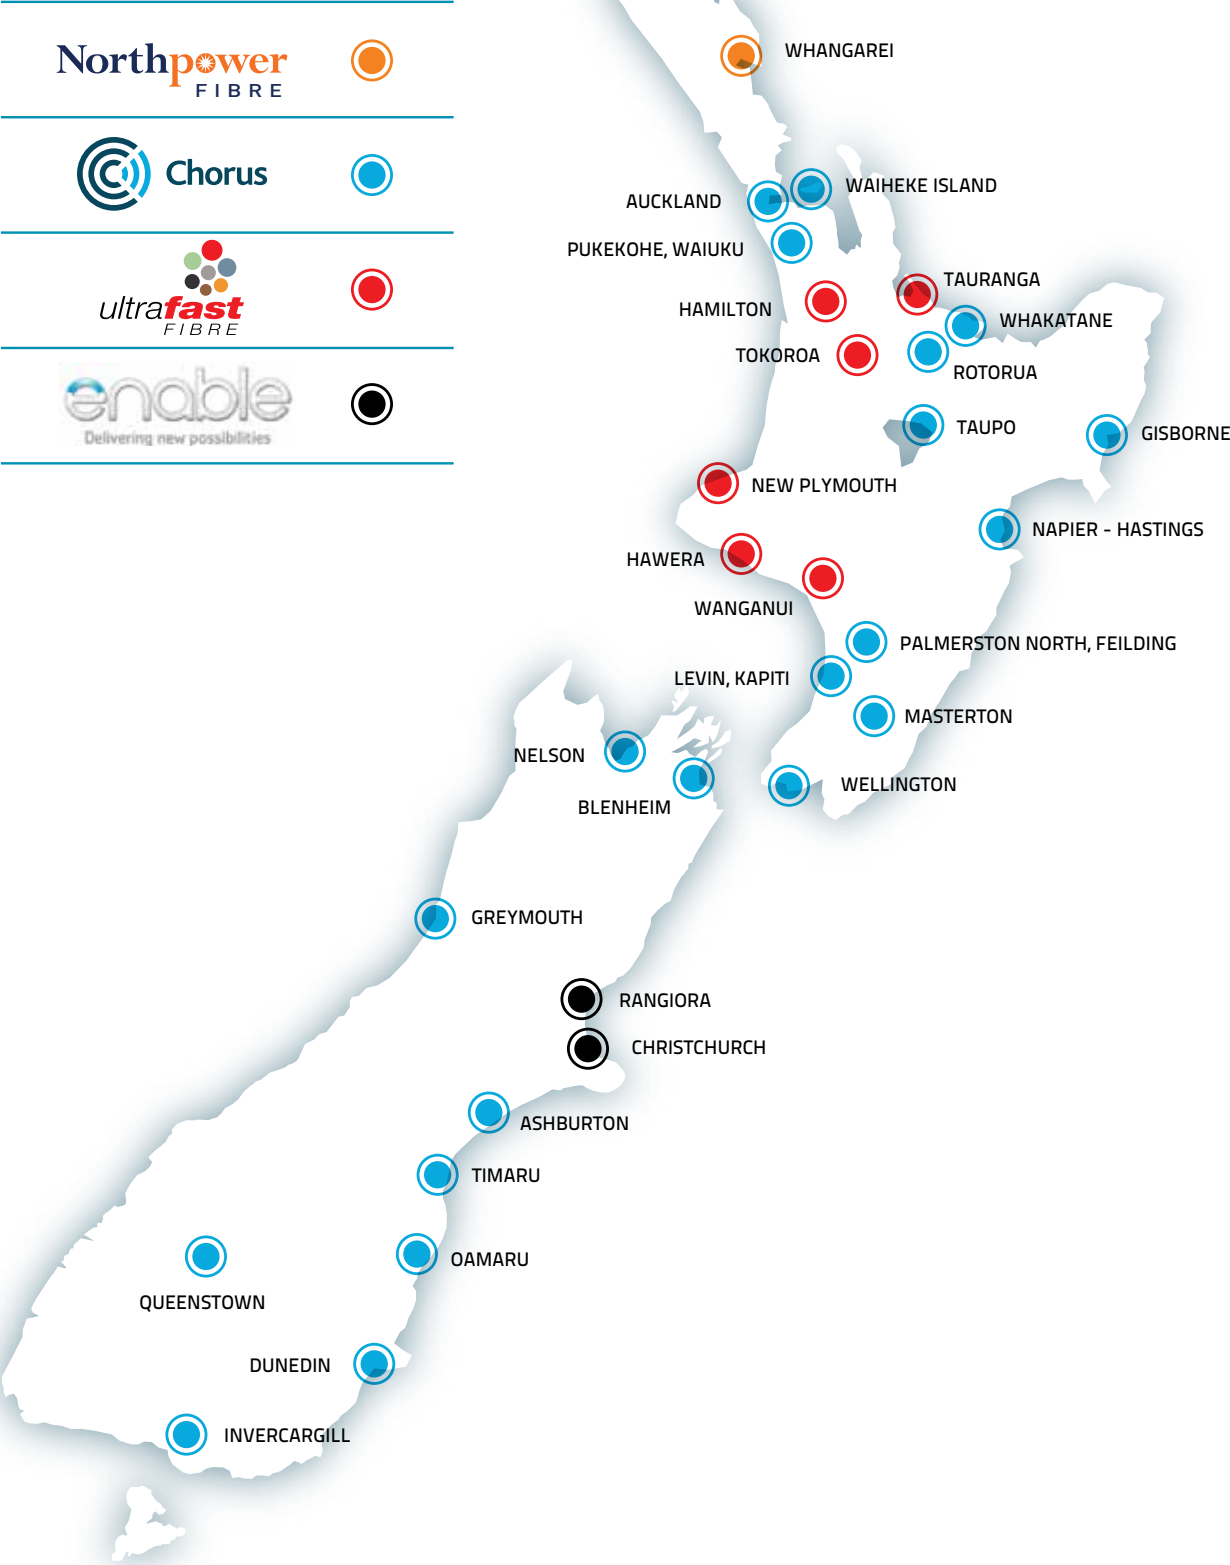 Northpower
FIBRE
Chorus
ultrafast
FIBRE
enable
Delivering new possibilities
WHANGAREI
WAIHEKE ISLAND
AUCKLAND
PUKEKOHE, WAIUKU
TAURANGA
HAMILTON
WHAKATANE
TOKOROA
ROTORUA
TAUPO
GISBORNE
NEW PLYMOUTH
NAPIER - HASTINGS
HAWERA
WANGANUI
PALMERSTON NORTH, FEILDING
LEVIN, KAPITI
MASTERTON
NELSON
WELLINGTON
BLENHEIM
GREYMOUTH
RANGIORA
CHRISTCHURCH
ASHBURTON
TIMARU
OAMARU
QUEENSTOWN
DUNEDIN
INVERCARGILL